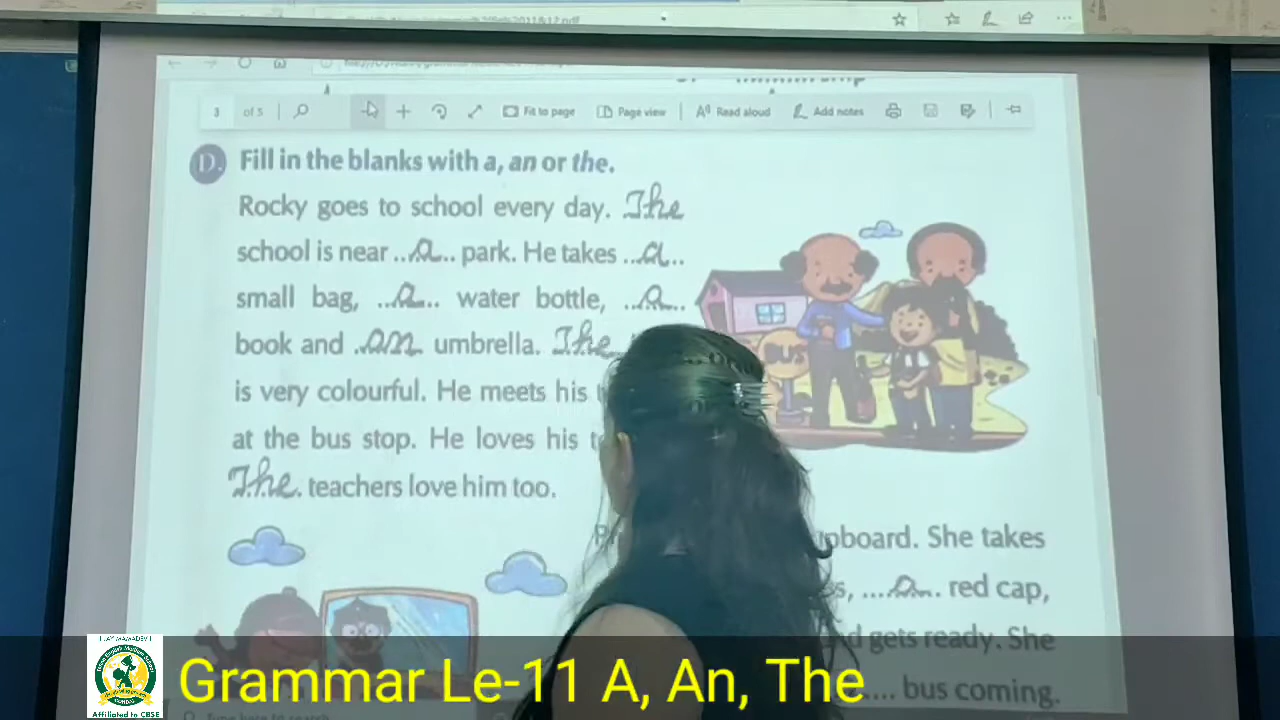 3 of 5 Fit to page Page view Read aloud Add notes
D. Fill in the blanks with a, an or the.
Rocky goes to school every day. The
school is near ...a... park. He takes ...a...
small bag, ...a... water bottle, ...a...
book and ...an... umbrella. The
is very colourful. He meets his
at the bus stop. He loves his
The teachers love him too.
BUS
She takes
....a... red cap,
gets ready. She
.... bus coming.
Grammar Le-11 A, An, The
Affiliated to CBSE